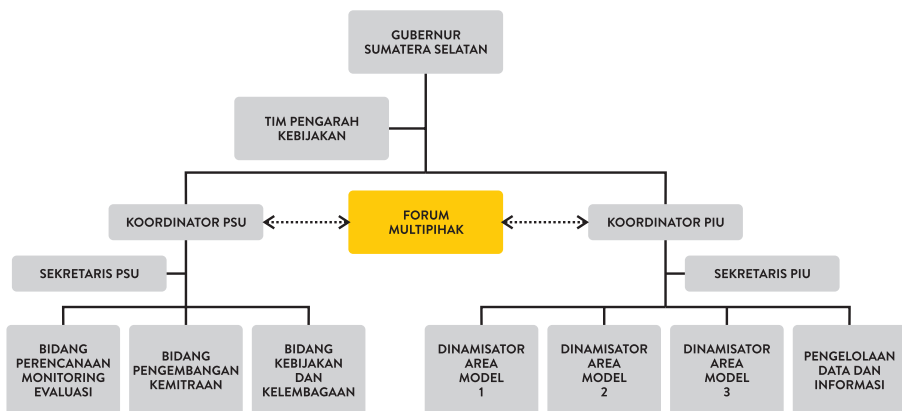 GUBERNUR
SUMATERA SELATAN
TIM PENGARAH
KEBIJAKAN
KOORDINATOR PSU
FORUM
MULTIPIHAK
KOORDINATOR PIU
SEKRETARIS PSU
SEKRETARIS PIU
BIDANG
PERENCANAAN
MONITORING
EVALUASI
BIDANG
PENGEMBANGAN
KEMITRAAN
BIDANG
KEBIJAKAN
DAN
KELEMBAGAAN
DINAMISATOR
AREA
MODEL
1
DINAMISATOR
AREA
MODEL
2
DINAMISATOR
AREA
MODEL
3
PENGELOLAAN
DATA DAN
INFORMASI